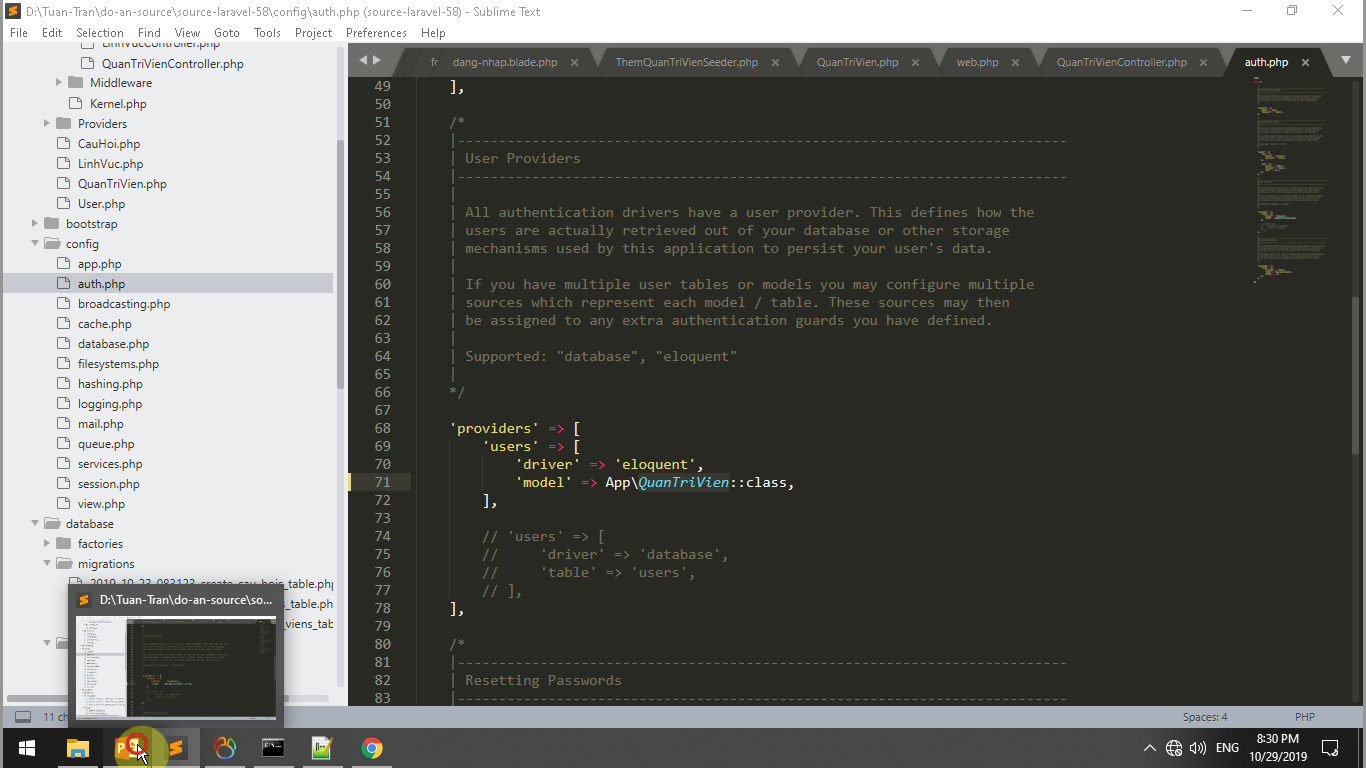 D:\Tuan-Tran\do-an-source\source-laravel-58\config\auth.php (source-laravel-58) - Sublime Text
File Edit Selection Find View Goto Tools Project Preferences Help
LinhVucController.php
QuanTriVienController.php
Middleware
Kernel.php
Providers
CauHoi.php
LinhVuc.php
QuanTriVien.php
User.php
bootstrap
config
app.php
auth.php
broadcasting.php
cache.php
database.php
filesystems.php
hashing.php
logging.php
mail.php
queue.php
services.php
session.php
view.php
database
factories
migrations
2019_10_23_083123_create_cau_hois_table.php
s_table.ph
_viens_tab
D:\Tuan-Tran\do-an-source\so...
fr dang-nhap.blade.php ThemQuanTriVienSeeder.php QuanTriVien.php web.php QuanTriVienController.php auth.php
49 ],
50
51 /*
52 |--------------------------------------------------------------------------
53 | User Providers
54 |--------------------------------------------------------------------------
55 |
56 | All authentication drivers have a user provider. This defines how the
57 | users are actually retrieved out of your database or other storage
58 | mechanisms used by this application to persist your user's data.
59 |
60 | If you have multiple user tables or models you may configure multiple
61 | sources which represent each model / table. These sources may then
62 | be assigned to any extra authentication guards you have defined.
63 |
64 | Supported: "database", "eloquent"
65 |
66 */
67
68 'providers' => [
69 'users' => [
70 'driver' => 'eloquent',
71 'model' => App\QuanTriVien::class,
72 ],
73
74 // 'users' => [
75 // 'driver' => 'database',
76 // 'table' => 'users',
77 // ],
78 ],
79
80 /*
81 |--------------------------------------------------------------------------
82 | Resetting Passwords
83 |--------------------------------------------------------------------------
11 ch
Spaces: 4 PHP
ENG
8:30 PM
10/29/2019